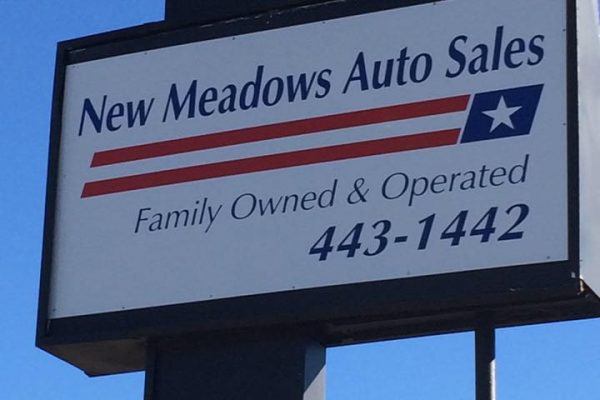 New Meadows Auto Sales
Family Owned & Operated
443-1442